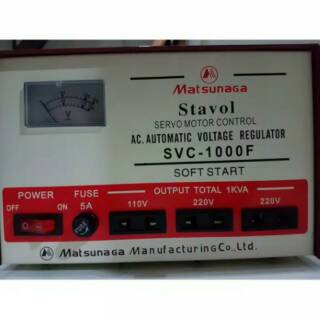 Matsunaga
Stavol
SERVO MOTOR CONTROL
AC. AUTOMATIC VOLTAGE REGULATOR
SVC-1000F
SOFT START
POWER FUSE OUTPUT TOTAL 1KVA
OFF ON 5A 110V 220V 220V
Matsunaga Manufacturing Co., Ltd.
V